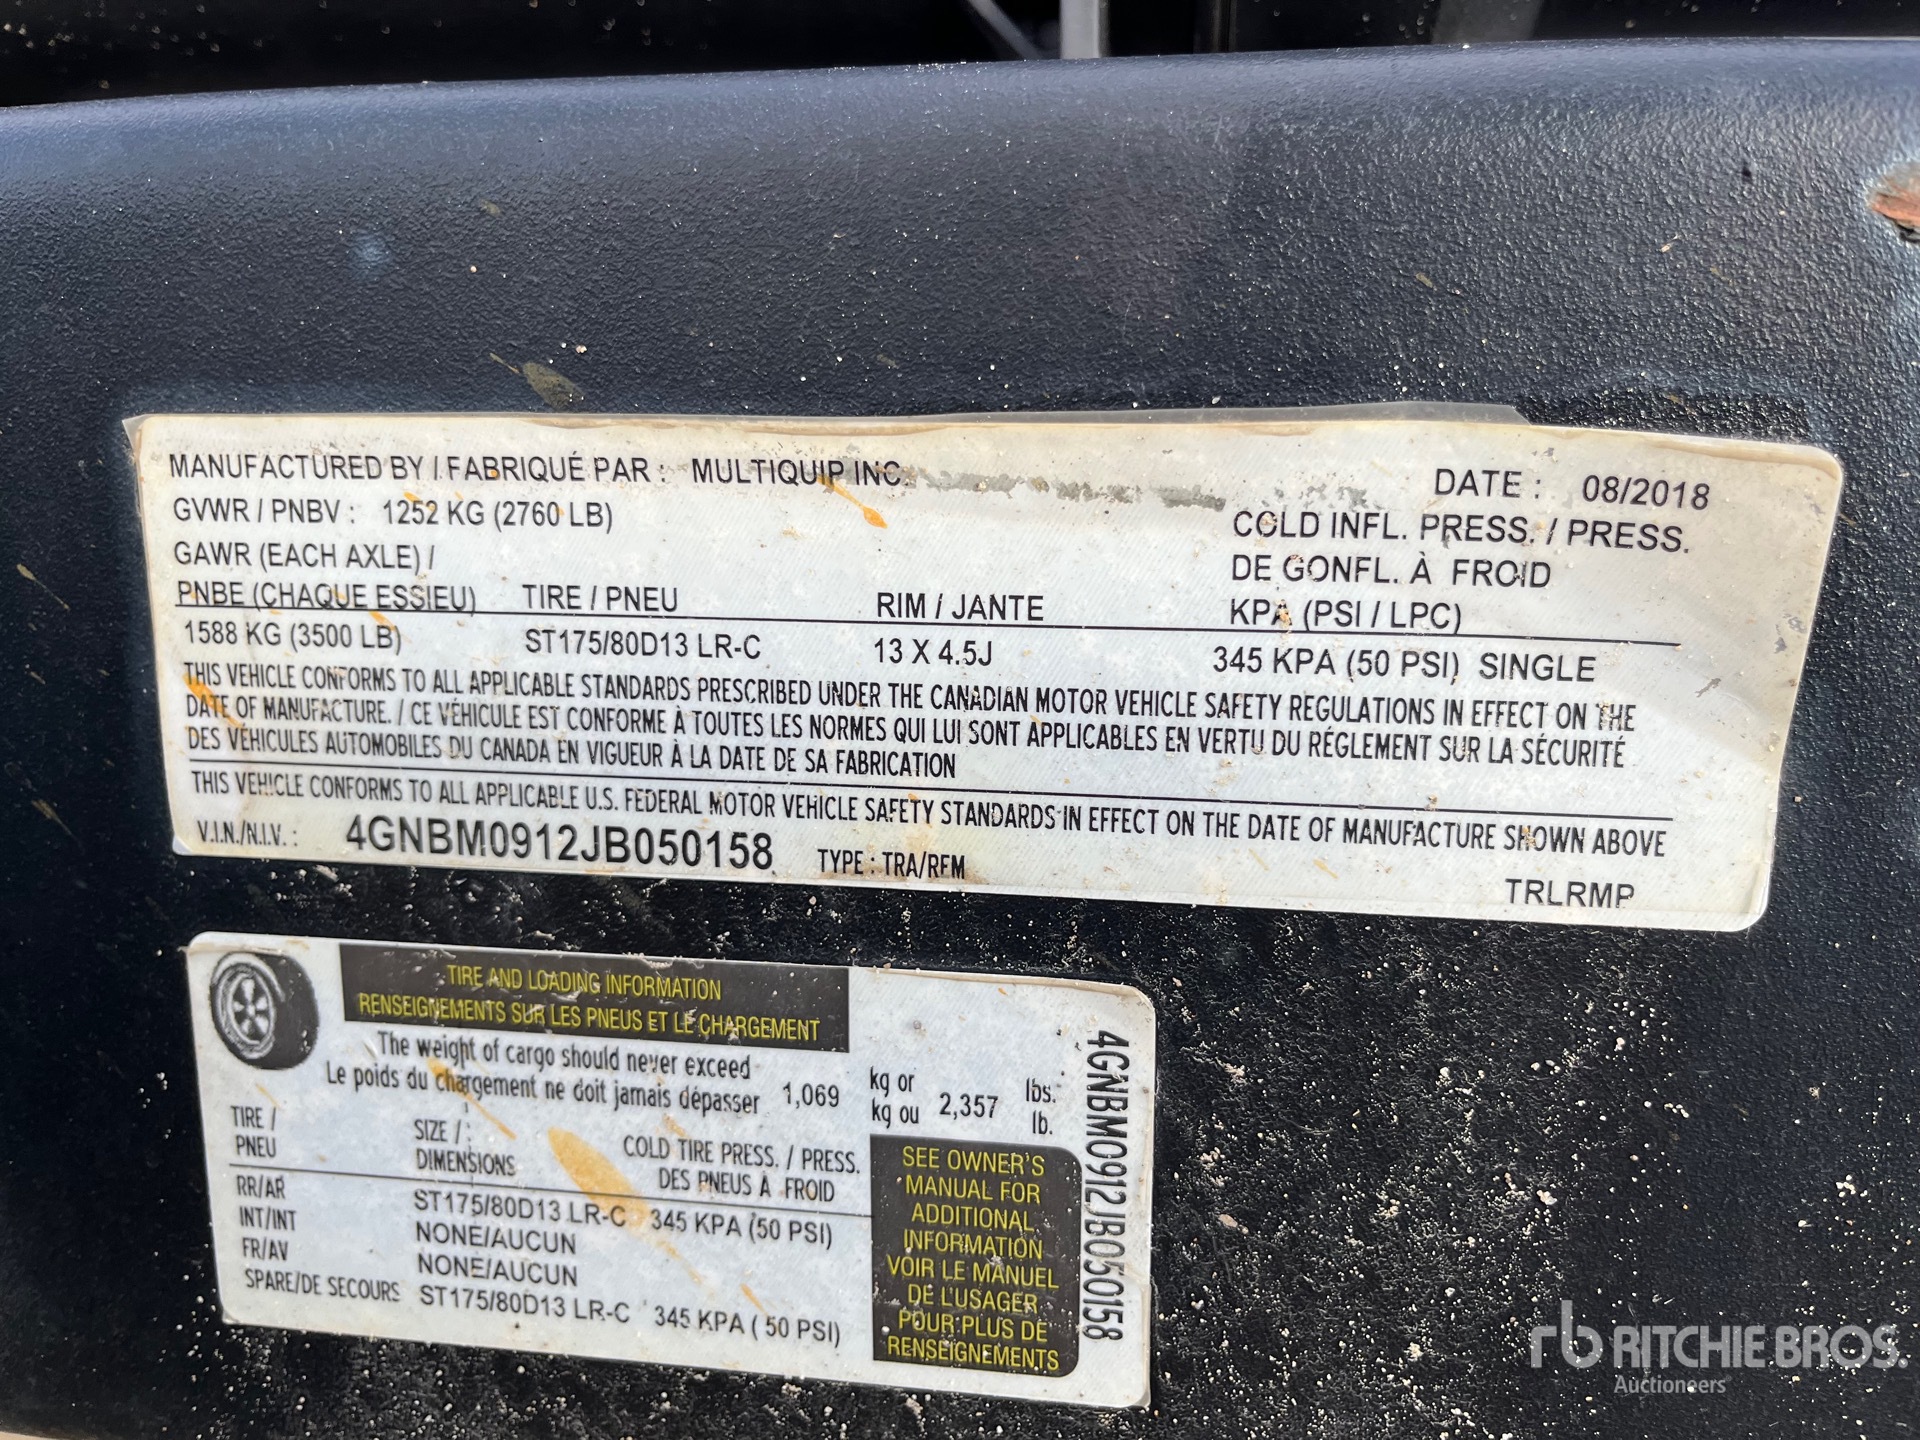 MANUFACTURED BY / FABRIQUÉ PAR : MULTIQUIP INC.
DATE : 08/2018
GVWR / PNBV : 1252 KG (2760 LB)
COLD INFL. PRESS. / PRESS.
GAWR (EACH AXLE) /
DE GONFL. À FROID
PNBE (CHAQUE ESSIEU) TIRE / PNEU RIM / JANTE KPA (PSI / LPC)
1588 KG (3500 LB) ST175/80D13 LR-C 13 X 4.5J 345 KPA (50 PSI) SINGLE
THIS VEHICLE CONFORMS TO ALL APPLICABLE STANDARDS PRESCRIBED UNDER THE CANADIAN MOTOR VEHICLE SAFETY REGULATIONS IN EFFECT ON THE
DATE OF MANUFACTURE. / CE VÉHICULE EST CONFORME À TOUTES LES NORMES QUI LUI SONT APPLICABLES EN VERTU DU RÉGLEMENT SUR LA SÉCURITÉ
DES VÉHICULES AUTOMOBILES DU CANADA EN VIGUEUR À LA DATE DE SA FABRICATION
THIS VEHICLE CONFORMS TO ALL APPLICABLE U.S. FEDERAL MOTOR VEHICLE SAFETY STANDARDS IN EFFECT ON THE DATE OF MANUFACTURE SHOWN ABOVE
V.I.N./N.I.V. : 4GNBM0912JB050158 TYPE : TRA/REM
TRLRMP
TIRE AND LOADING INFORMATION
RENSEIGNEMENTS SUR LES PNEUS ET LE CHARGEMENT
The weight of cargo should never exceed
Le poids du chargement ne doit jamais dépasser 1,069 kg or 2,357 lbs.
kg ou lb.
TIRE / PNEU
SIZE / : DIMENSIONS
COLD TIRE PRESS. / PRESS.
DES PNEUS À FROID
RR/AR ST175/80D13 LR-C 345 KPA (50 PSI)
INT/INT NONE/AUCUN
FR/AV NONE/AUCUN
SPARE/DE SECOURS ST175/80D13 LR-C 345 KPA ( 50 PSI)
SEE OWNER'S
MANUAL FOR
ADDITIONAL
INFORMATION
VOIR LE MANUEL
DE L'USAGER
POUR PLUS DE
RENSEIGNEMENTS
4GNBM0912JB050158
rb RITCHIE BROS.
Auctioneers